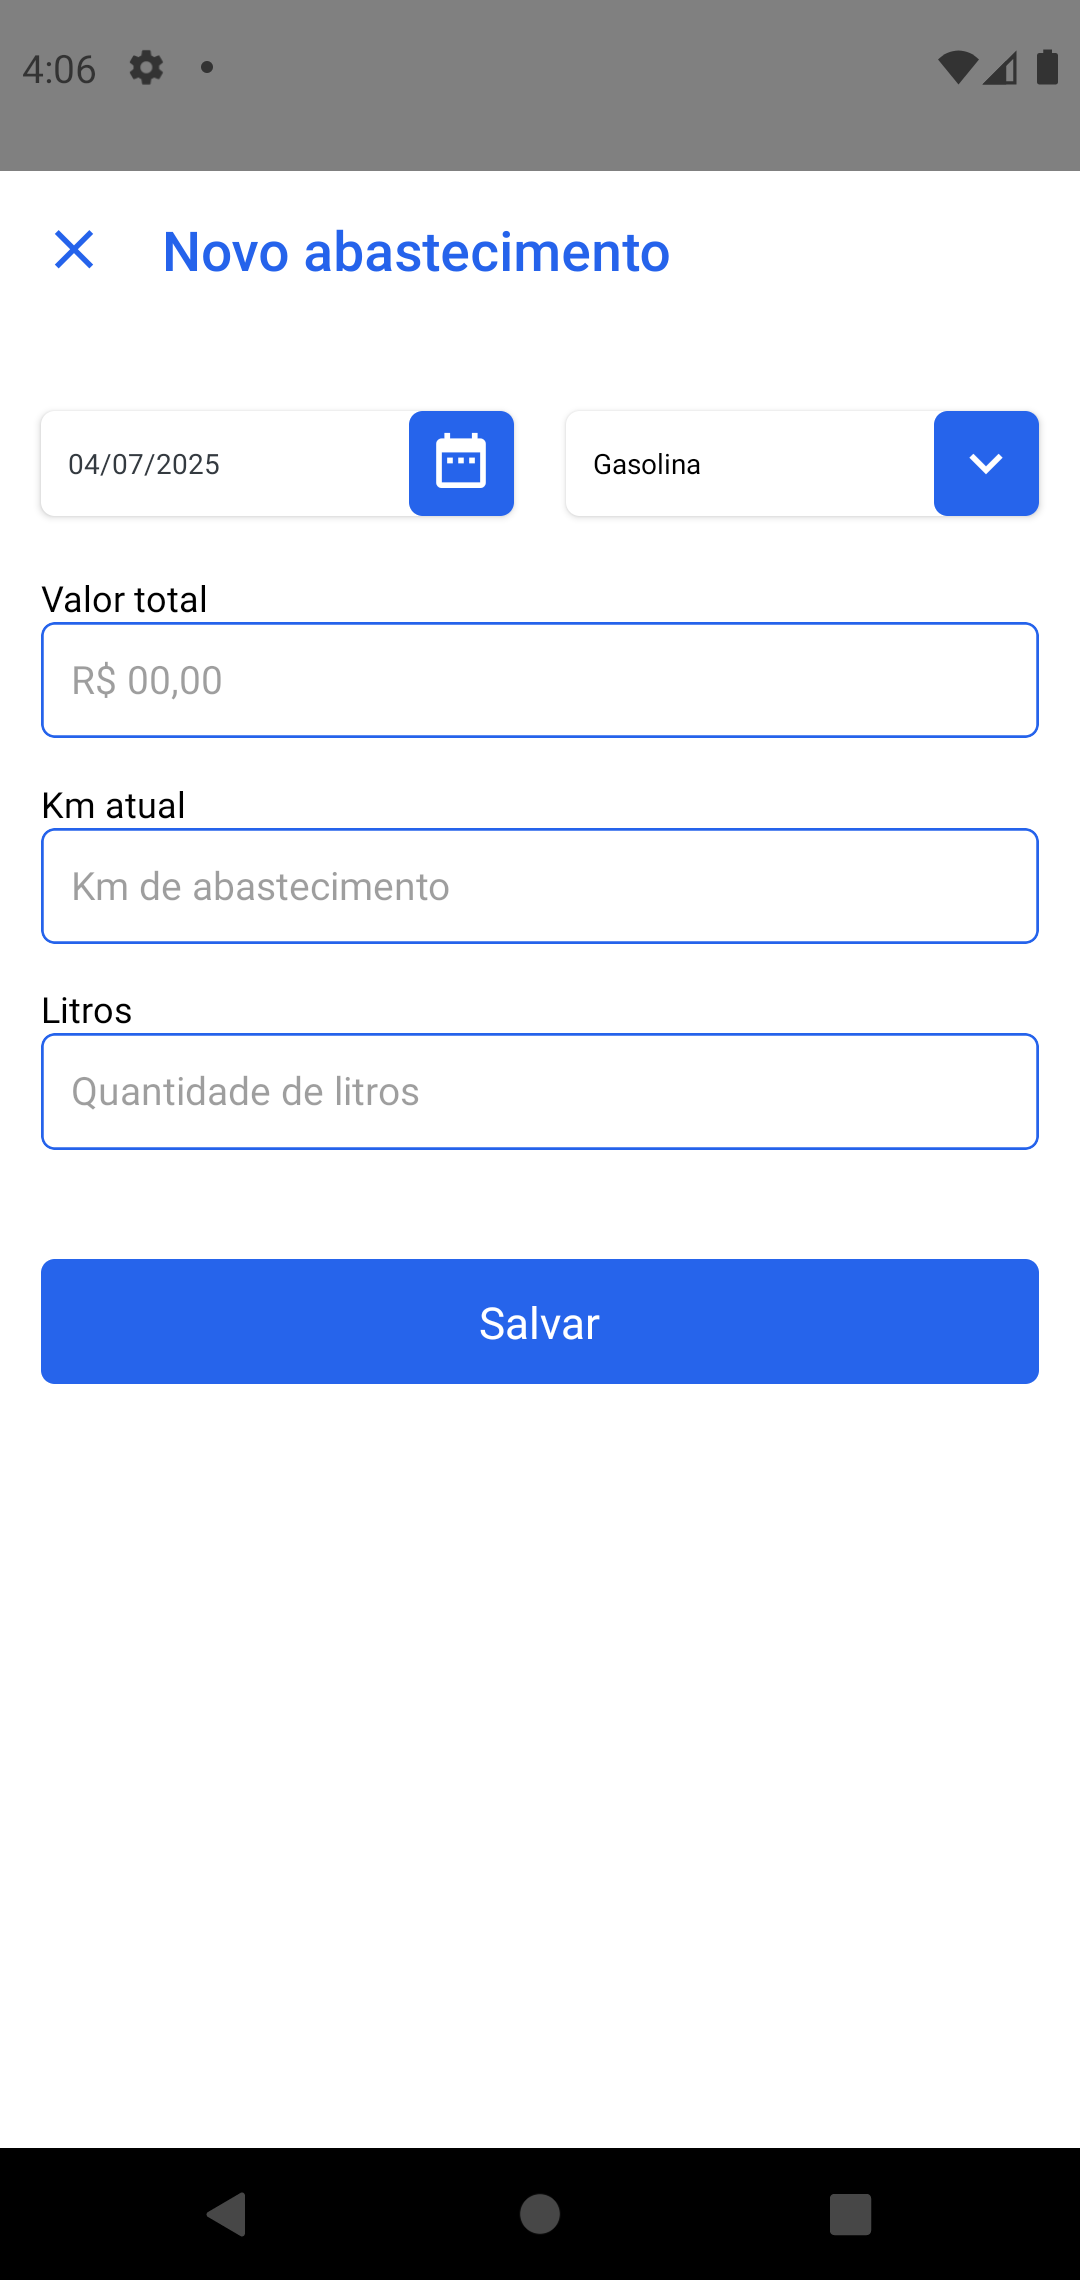 4:06
Novo abastecimento
04/07/2025
Gasolina
Valor total
R$ 00,00
Km atual
Km de abastecimento
Litros
Quantidade de litros
Salvar